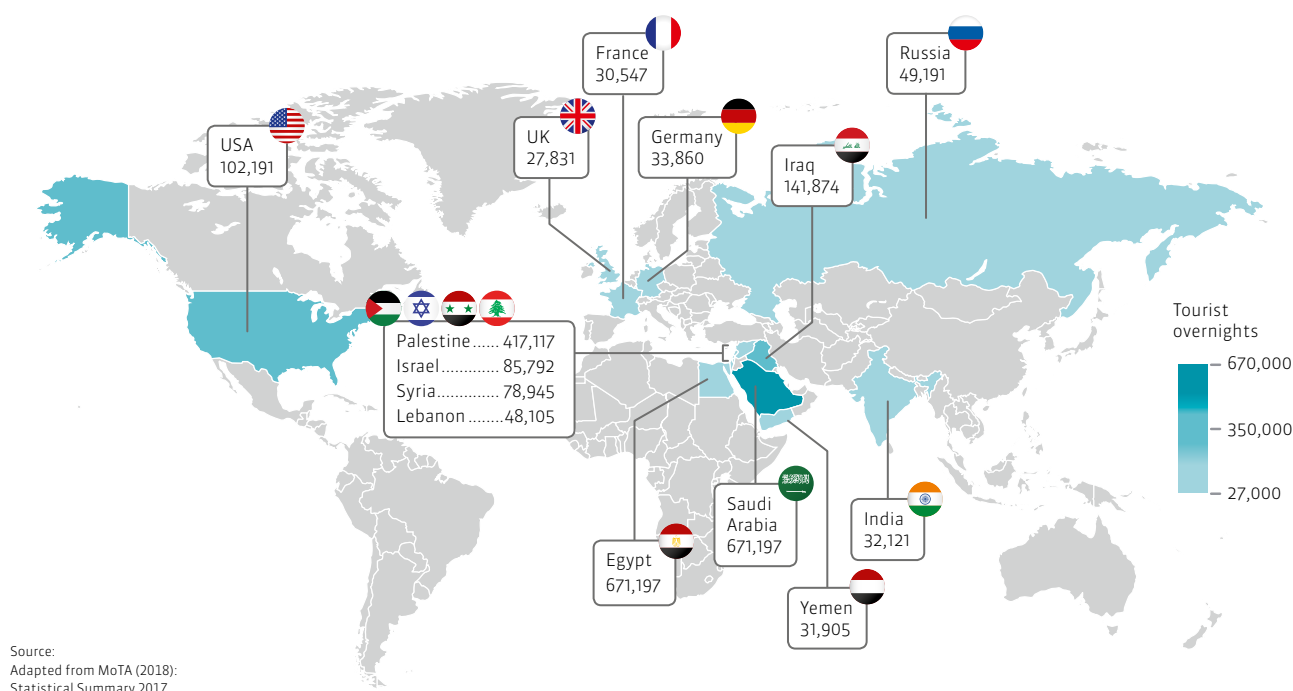 France
30,547
Russia
49,191
USA
102,191
UK
27,831
Germany
33,860
Iraq
141,874
Palestine...... 417,117
Israel............. 85,792
Syria.............. 78,945
Lebanon ........48,105
Tourist
overnights
670,000
350,000
27,000
Saudi
Arabia
671,197
India
32,121
Egypt
671,197
Yemen
31,905
Source:
Adapted from MoTA (2018):
Statistical Summary 2017